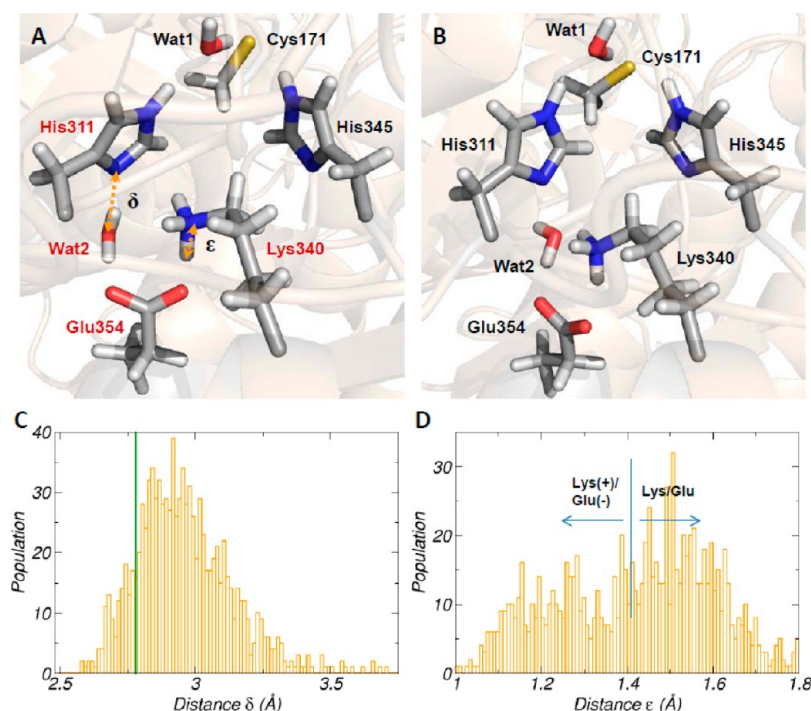 A
Wat1
Cys171
His311
His345
δ
Wat2
ε
Lys340
Glu354
B
Wat1
Cys171
His311
His345
Wat2
Lys340
Glu354
C
40
30
20
10
0
Population
2.5
3
3.5
Distance δ (Å)
D
40
30
20
10
0
Population
Lys(+)/
Glu(-)
Lys/Glu
1
1.2
1.4
1.6
1.8
Distance ε (Å)